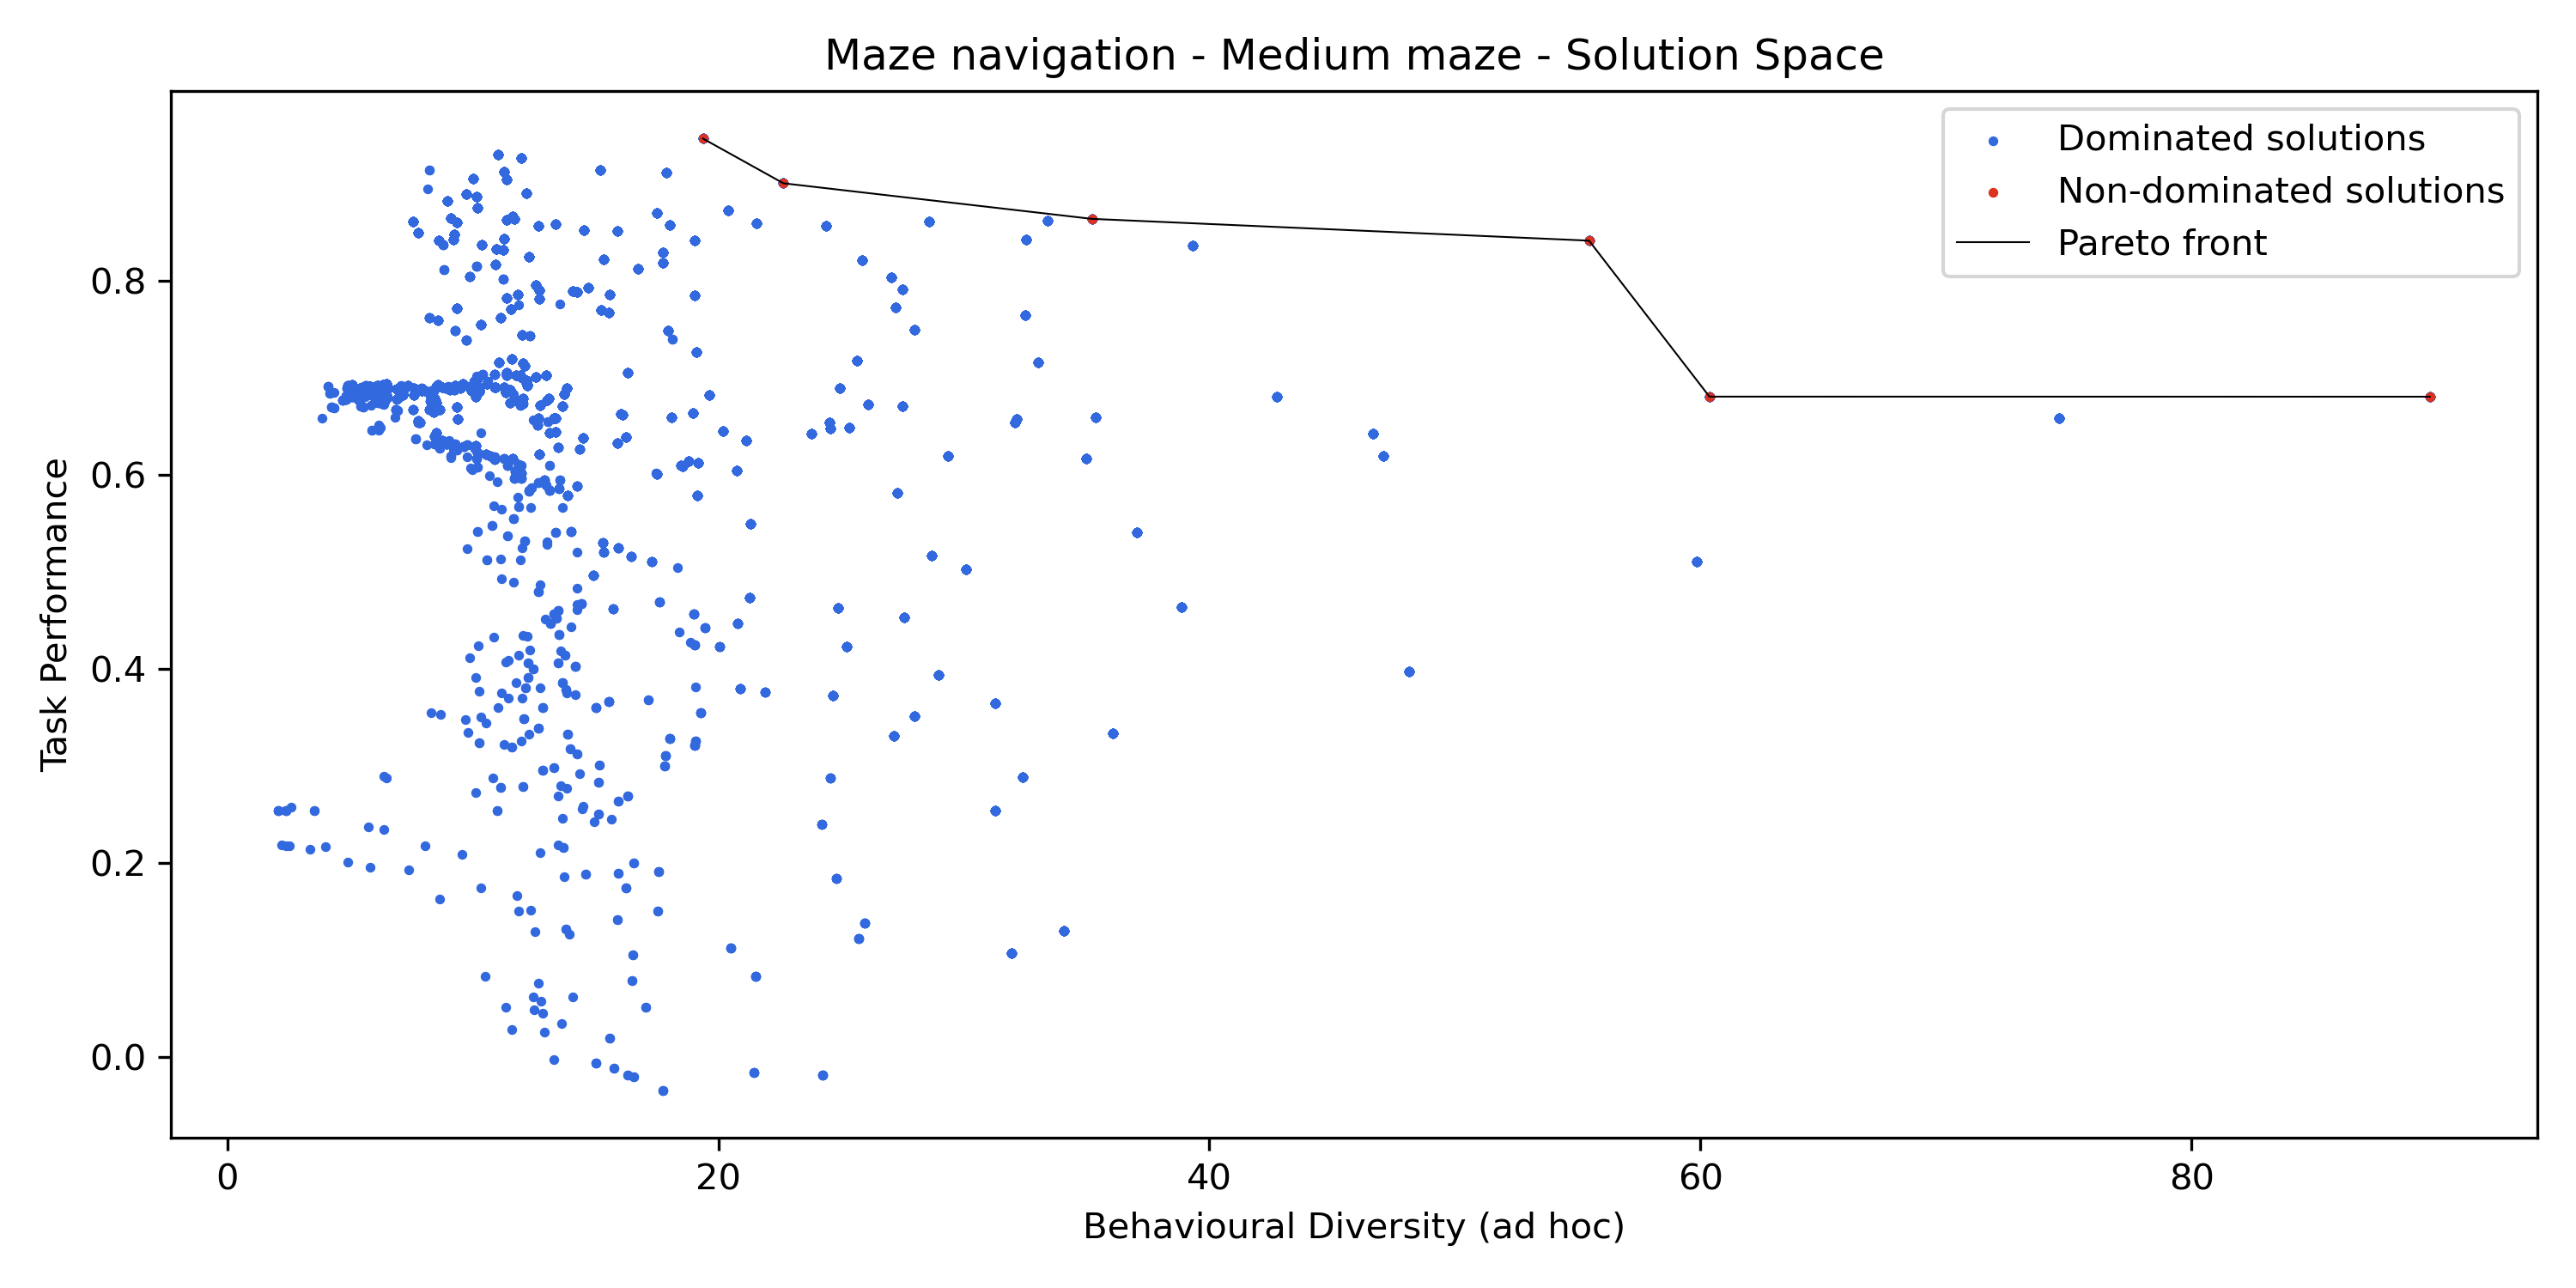 Maze navigation - Medium maze - Solution Space
Dominated solutions
Non-dominated solutions
Pareto front
Task Performance
0.8
0.6
0.4
0.2
0.0
0 20 40 60 80
Behavioural Diversity (ad hoc)